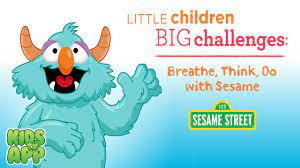 LITTLE children
BIG challenges:
Breathe, Think, Do
with Sesame
123
SESAME STREET
KIDS
APP